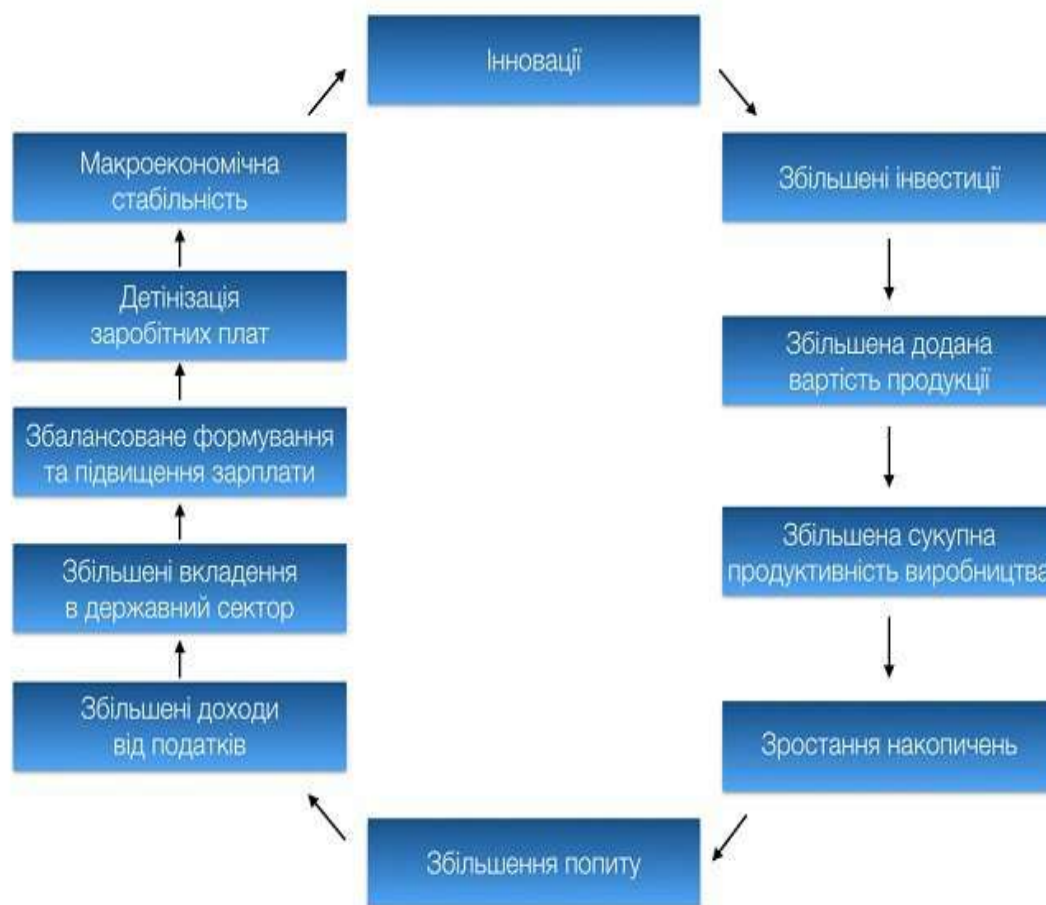 Інновації
Збільшені інвестиції
Збільшена додана
вартість продукції
Збільшена сукупна
продуктивність виробництва
Зростання накопичень
Збільшення попиту
Збільшені доходи
від податків
Збільшені вкладення
в державний сектор
Збалансоване формування
та підвищення зарплати
Детінізація
заробітних плат
Макроекономічна
стабільність